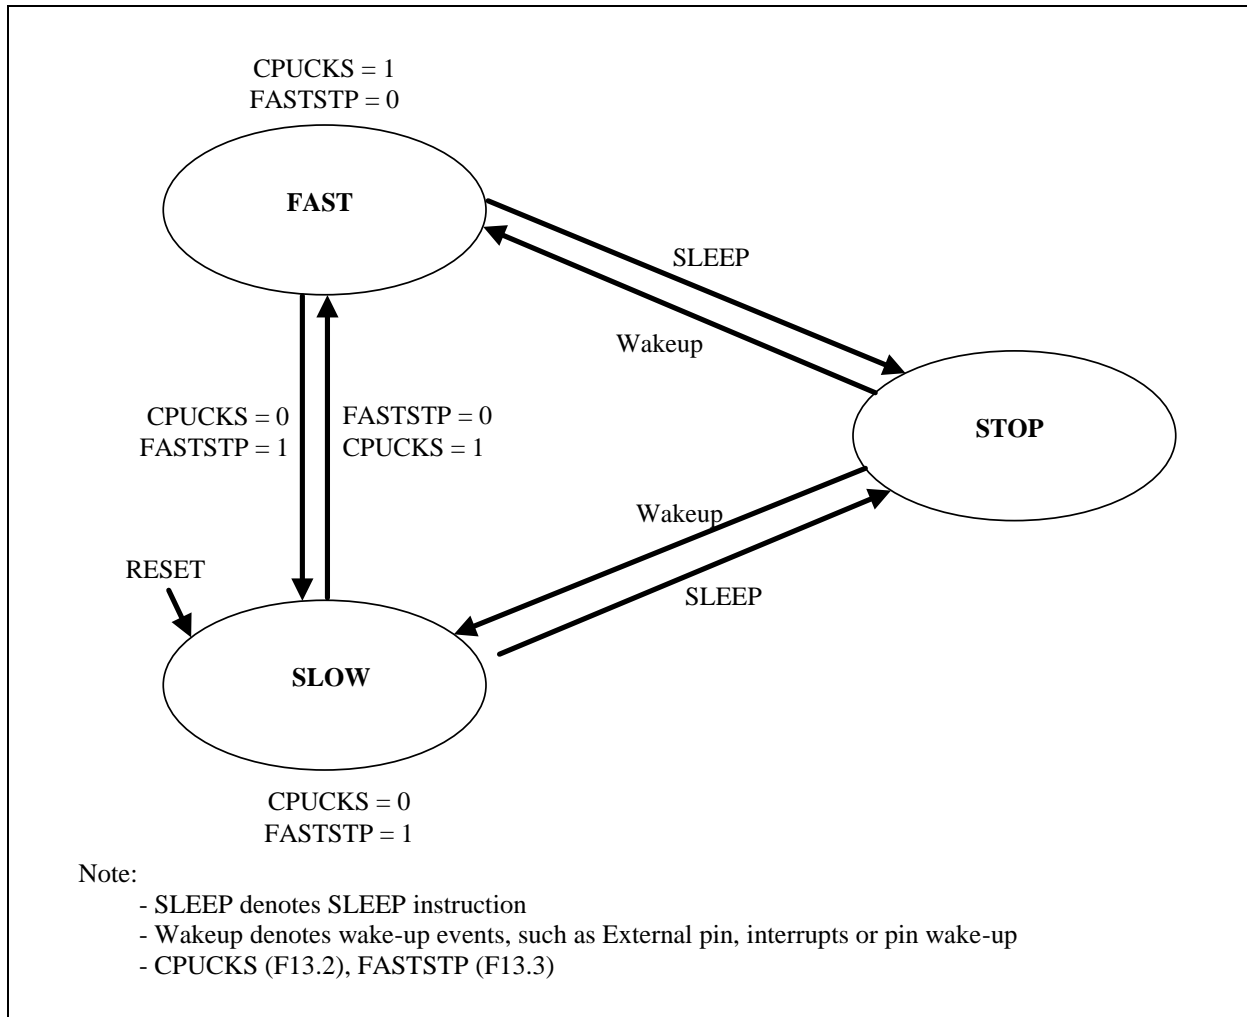 CPUCKS = 1
FASTSTP = 0
FAST
SLEEP
Wakeup
CPUCKS = 0
FASTSTP = 1
FASTSTP = 0
CPUCKS = 1
STOP
Wakeup
RESET
SLEEP
SLOW
CPUCKS = 0
FASTSTP = 1
Note:
- SLEEP denotes SLEEP instruction
- Wakeup denotes wake-up events, such as External pin, interrupts or pin wake-up
- CPUCKS (F13.2), FASTSTP (F13.3)